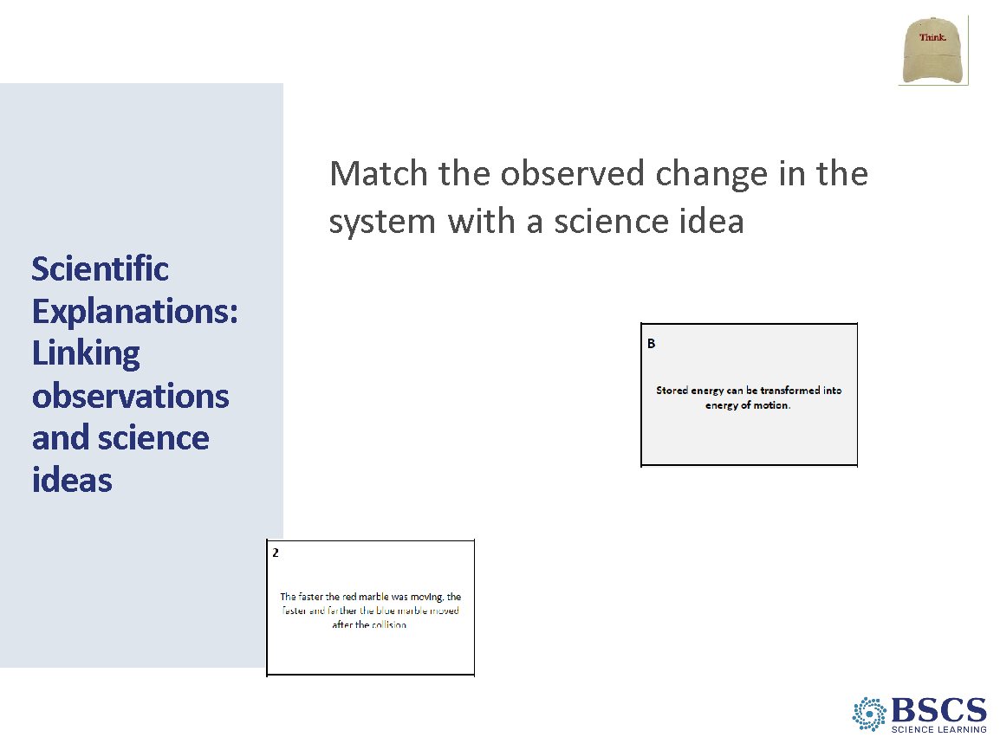 Think.
Match the observed change in the
system with a science idea
Scientific
Explanations:
Linking
observations
and science
ideas
B
Stored energy can be transformed into
energy of motion.
2
The faster the red marble was moving, the
faster and farther the blue marble moved
after the collision
BSCS
SCIENCE LEARNING